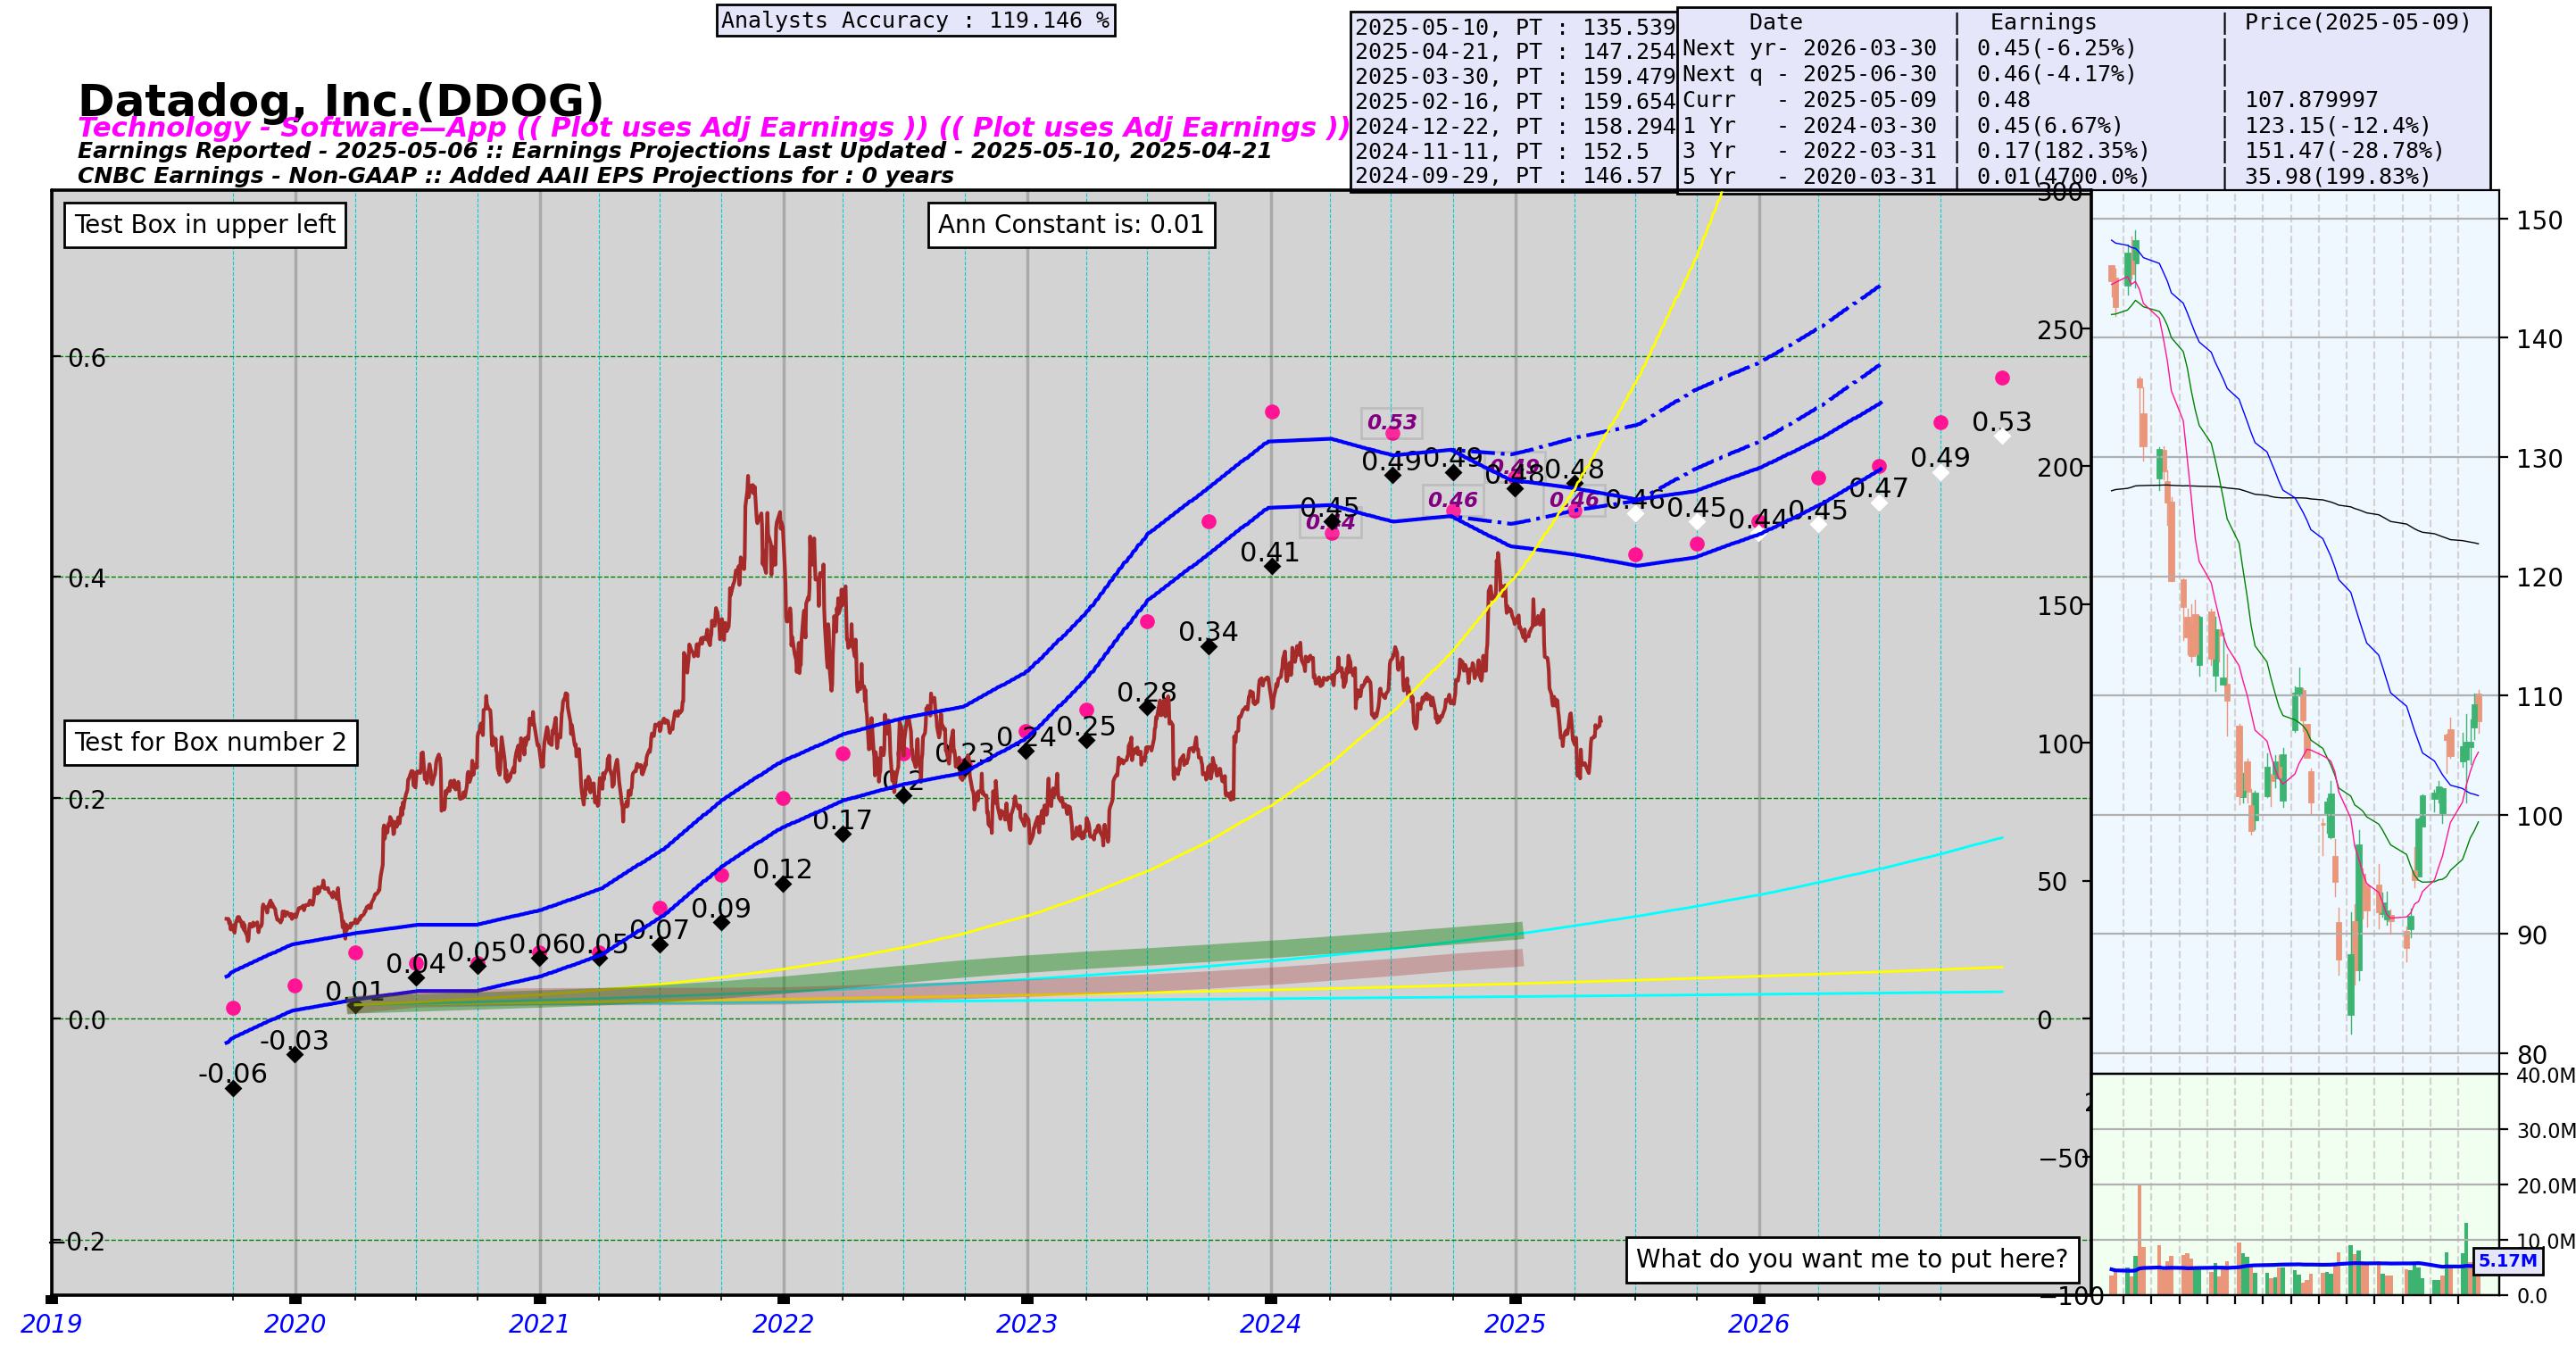 Analysts Accuracy : 119.146 %
Datadog, Inc.(DDOG)
Technology - Software—App (( Plot uses Adj Earnings )) (( Plot uses Adj Earnings ))
Earnings Reported - 2025-05-06 :: Earnings Projections Last Updated - 2025-05-10, 2025-04-21
CNBC Earnings - Non-GAAP :: Added AAII EPS Projections for : 0 years
2025-05-10, PT : 135.539
2025-04-21, PT : 147.254
2025-03-30, PT : 159.479
2025-02-16, PT : 159.654
2024-12-22, PT : 158.294
2024-11-11, PT : 152.5
2024-09-29, PT : 146.57
Date | Earnings | Price(2025-05-09)
Next yr- 2026-03-30 | 0.45(-6.25%) |
Next q - 2025-06-30 | 0.46(-4.17%) |
Curr - 2025-05-09 | 0.48 | 107.879997
1 Yr - 2024-03-30 | 0.45(6.67%) | 123.15(-12.4%)
3 Yr - 2022-03-31 | 0.17(182.35%) | 151.47(-28.78%)
5 Yr - 2020-03-31 | 0.01(4700.0%) | 35.98(199.83%)
Test Box in upper left
Ann Constant is: 0.01
Test for Box number 2
What do you want me to put here?
0.6
0.4
0.2
0.0
−0.2
-0.06
-0.03
0.01
0.04
0.05
0.06
0.05
0.07
0.09
0.12
0.17
0.2
0.23
0.24
0.25
0.28
0.34
0.41
0.45
0.44
0.53
0.49
0.49
0.46
0.49
0.48
0.48
0.46
0.46
0.45
0.44
0.45
0.47
0.49
0.53
300
250
200
150
100
50
0
−50
−100
150
140
130
120
110
100
90
80
40.0M
30.0M
20.0M
10.0M
5.17M
0.0
2019 2020 2021 2022 2023 2024 2025 2026